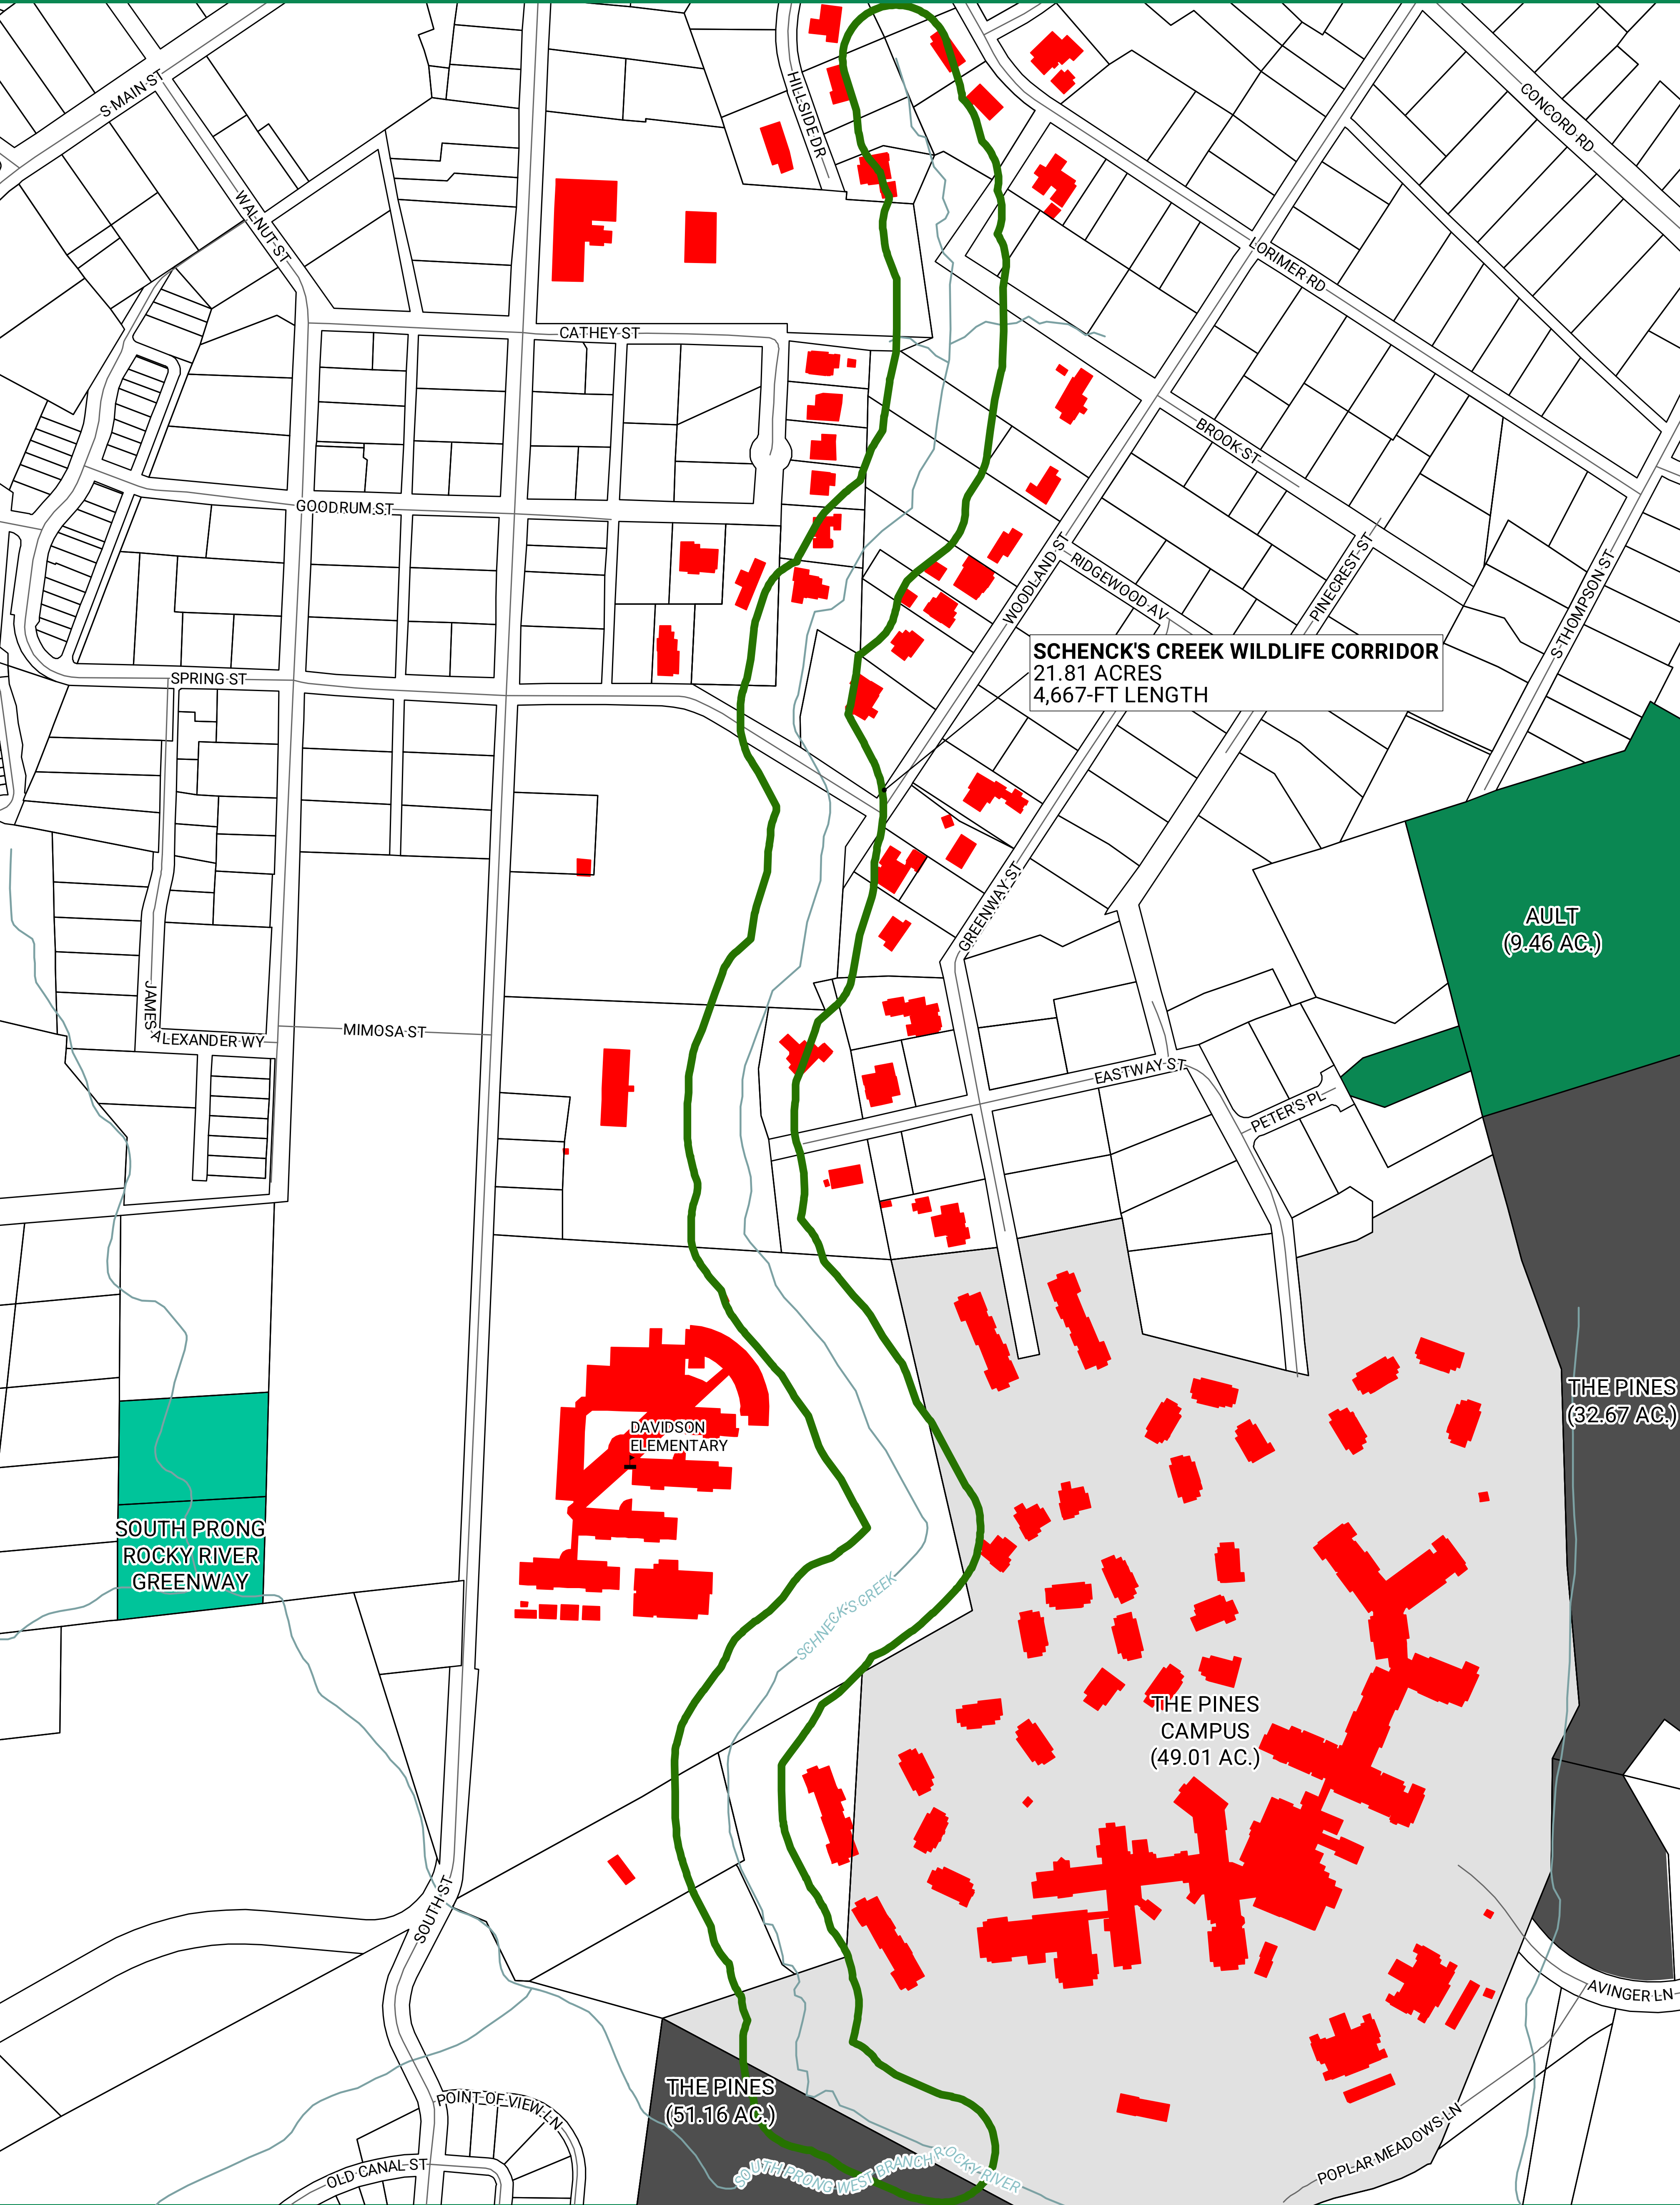 S MAIN ST
HILLSIDE DR
CONCORD RD
WALNUT ST
LORIMER RD
CATHEY ST
BROOK ST
GOODRUM ST
WOODLAND ST
RIDGEWOOD AV
PINECREST ST
S THOMPSON ST
SCHENCK'S CREEK WILDLIFE CORRIDOR
21.81 ACRES
4,667-FT LENGTH
SPRING ST
GREENWAY ST
AULT
(9.46 AC.)
JAMES ALEXANDER WY
MIMOSA ST
EASTWAY ST
PETER'S PL
THE PINES
(32.67 AC.)
DAVIDSON
ELEMENTARY
SOUTH PRONG
ROCKY RIVER
GREENWAY
SCHNECK'S CREEK
THE PINES
CAMPUS
(49.01 AC.)
SOUTH ST
AVINGER LN
THE PINES
(51.16 AC.)
POINT OF VIEW LN
OLD CANAL ST
POPLAR MEADOWS LN
SOUTH PRONG WEST BRANCH ROCKY RIVER